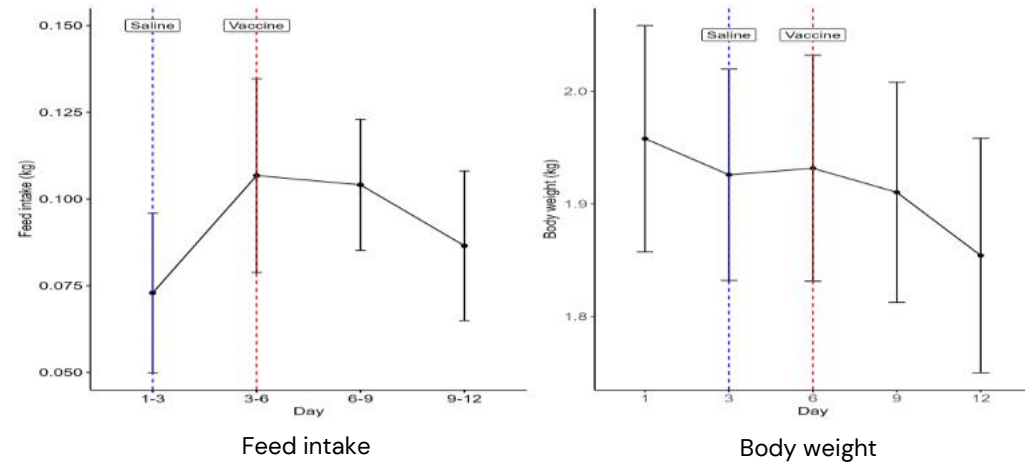 Saline
Vaccine
0.150
0.125
0.100
0.075
0.050
Feed intake (kg)
1-3
3-6
6-9
9-12
Day
Feed intake
Saline
Vaccine
2.0
1.9
1.8
Body weight (kg)
1
3
6
9
12
Day
Body weight